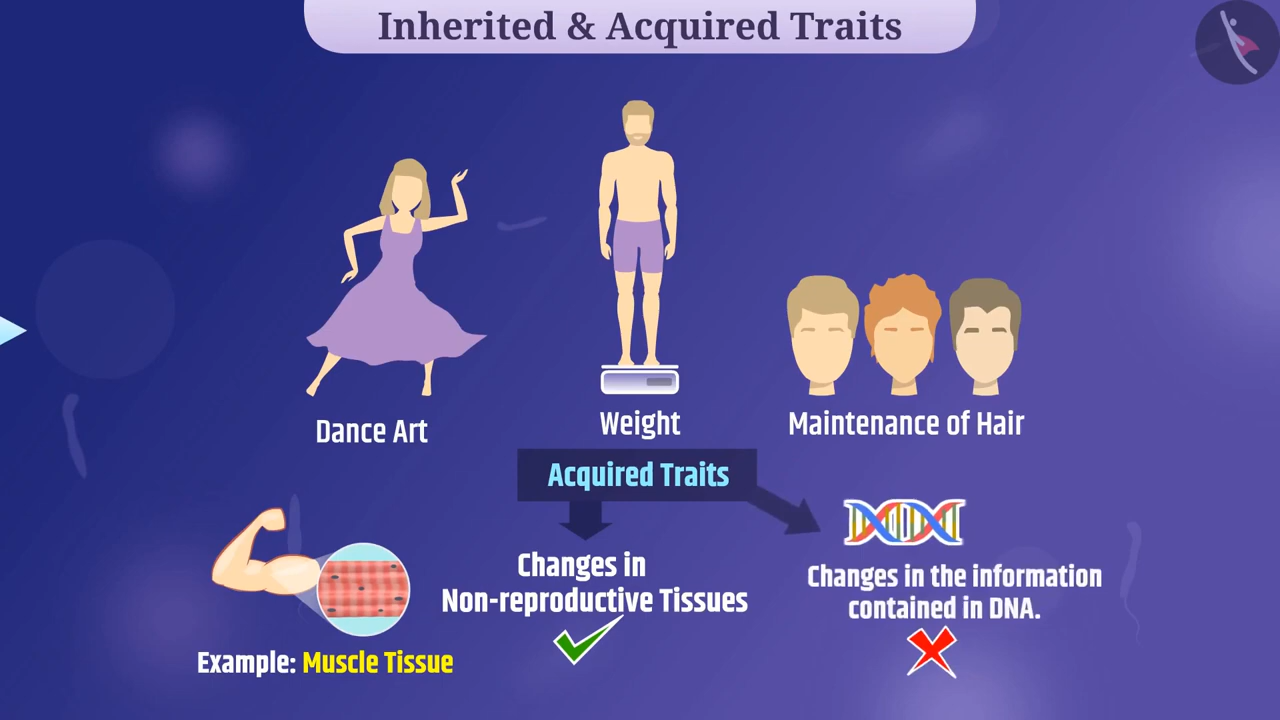 Inherited & Acquired Traits
Dance Art
Weight
Maintenance of Hair
Acquired Traits
Changes in
Non-reproductive Tissues
Changes in the information
contained in DNA.
Example: Muscle Tissue